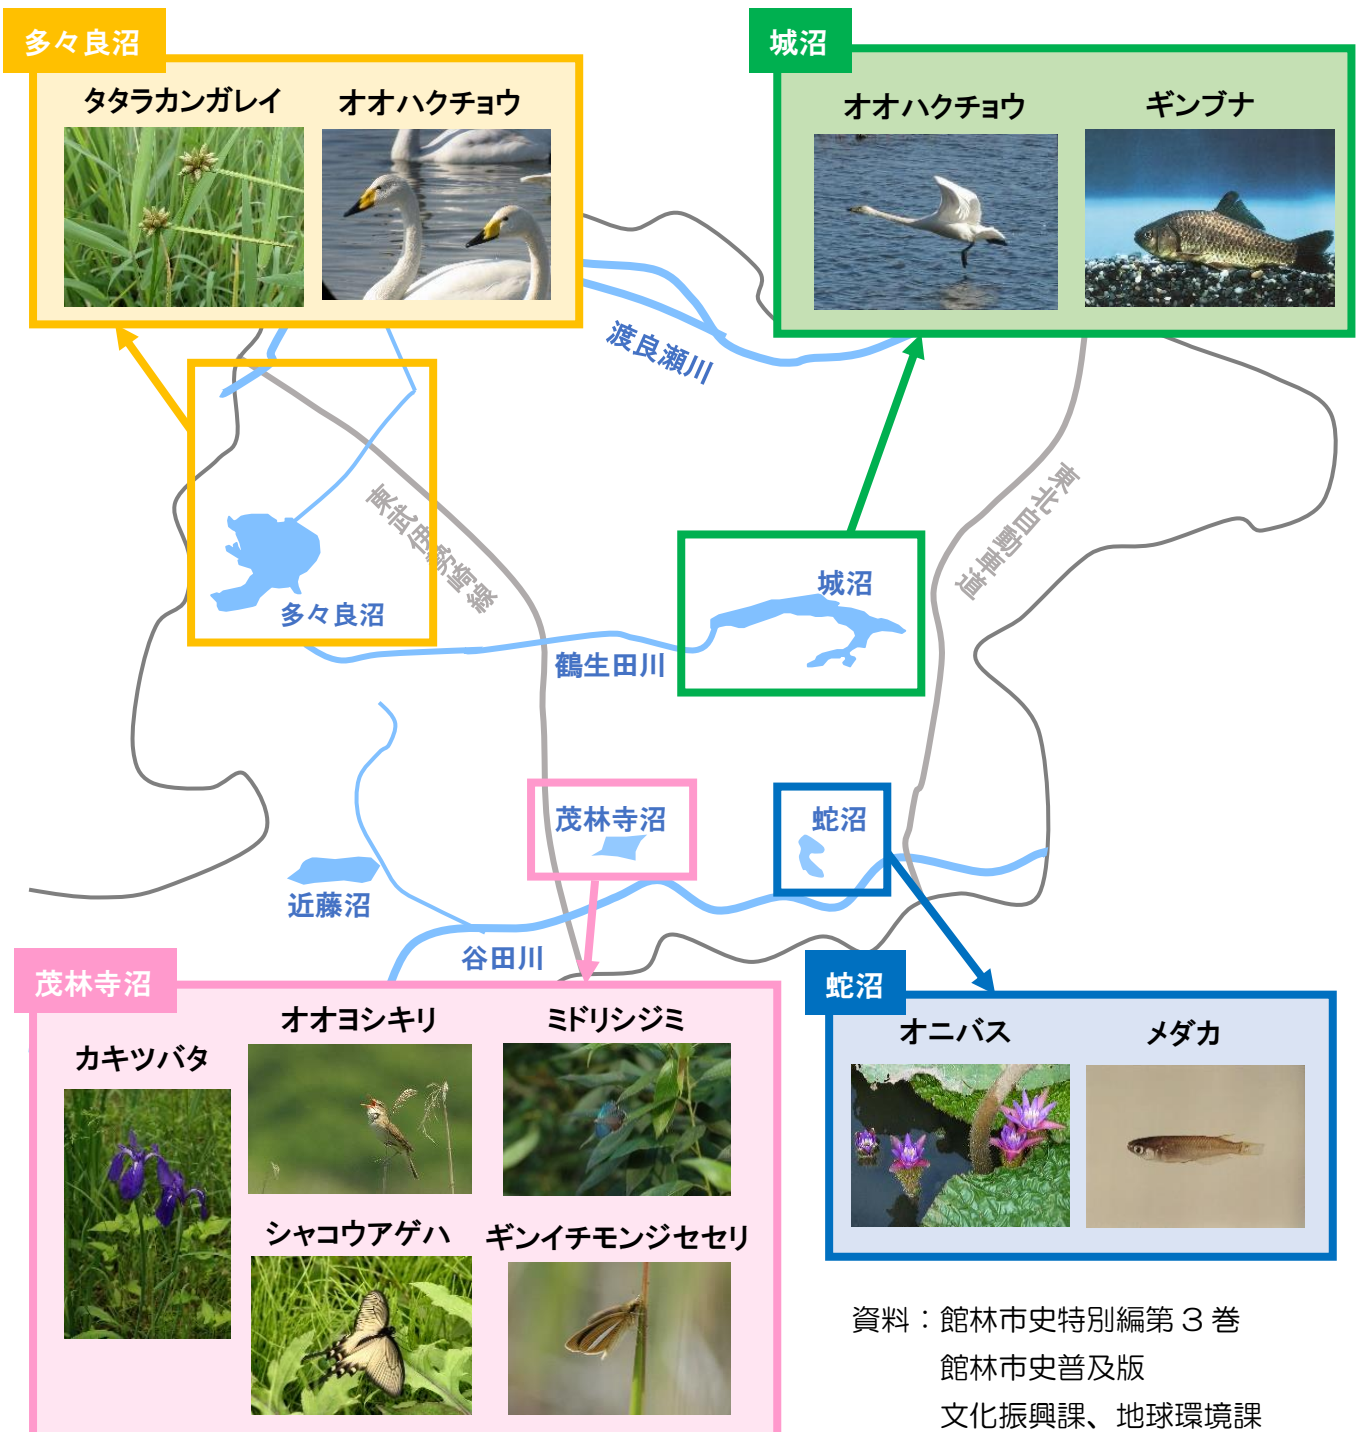 多々良沼
タタラカンガレイ
オオハクチョウ
城沼
オオハクチョウ
ギンブナ
渡良瀬川
東武伊勢崎線
東北自動車道
多々良沼
城沼
鶴生田川
茂林寺沼
蛇沼
近藤沼
谷田川
茂林寺沼
カキツバタ
オオヨシキリ
ミドリシジミ
シャコウアゲハ
ギンイチモンジセセリ
蛇沼
オニバス
メダカ
資料：館林市史特別編第３巻
館林市史普及版
文化振興課、地球環境課